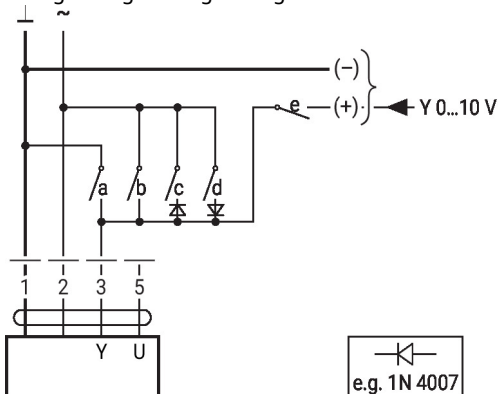 ⊥ ~
(–)
e (+) Y 0...10 V
a b c d
1 2 3 5
Y U
e.g. 1N 4007